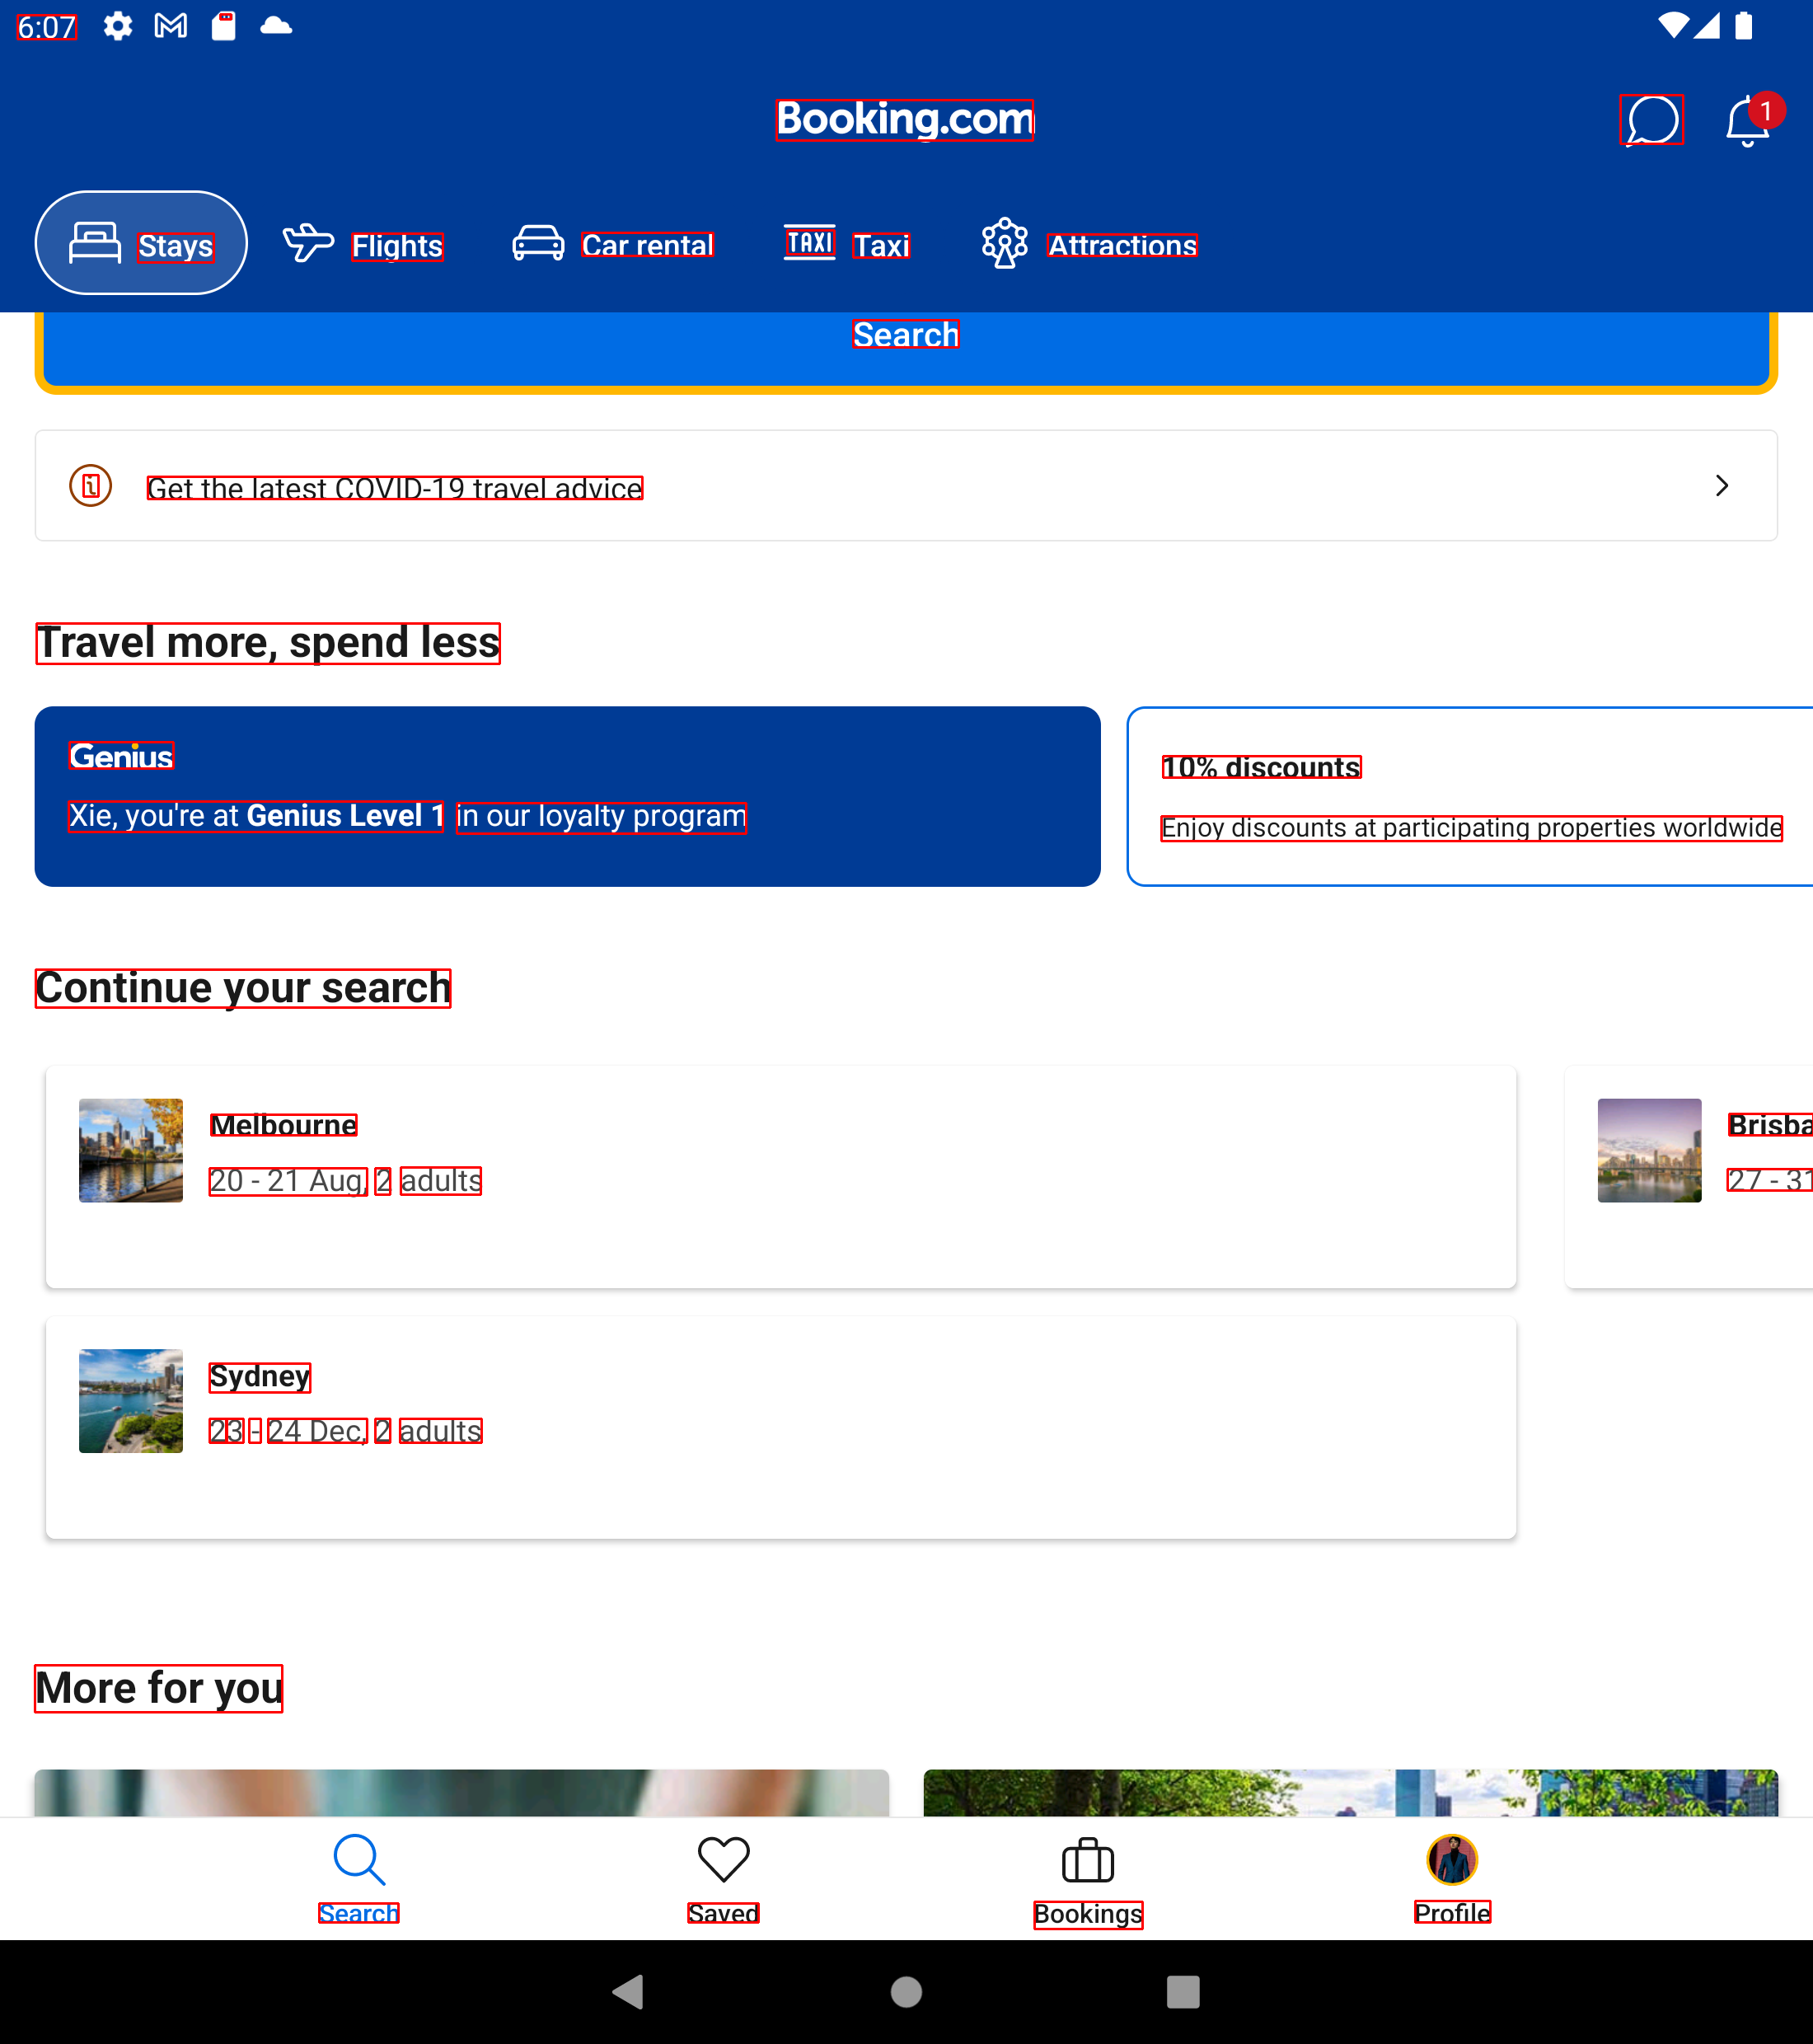 6:07
Booking.com
1
Stays Flights Car rental TAXI Taxi Attractions
Search
i Get the latest COVID-19 travel advice
Travel more, spend less
Genius
Xie, you're at Genius Level 1 in our loyalty program
10% discounts
Enjoy discounts at participating properties worldwide
Continue your search
Melbourne
20 - 21 Aug, 2 adults
Brisba
27 - 31
Sydney
23 - 24 Dec, 2 adults
More for you
Search Saved Bookings Profile